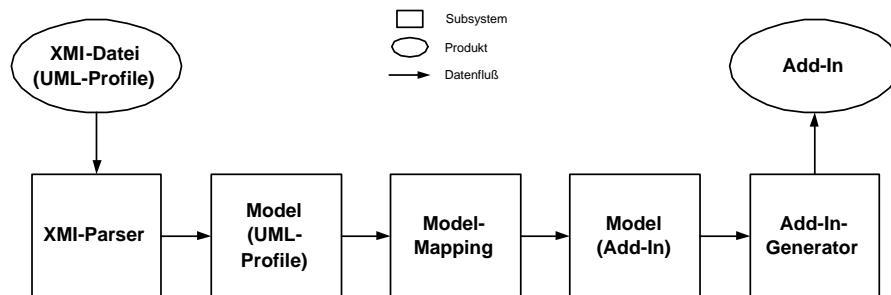 Subsystem
Produkt
Datenfluß
XMI-Datei
(UML-Profile)
Add-In
XMI-Parser
Model
(UML-
Profile)
Model-
Mapping
Model
(Add-In)
Add-In-
Generator